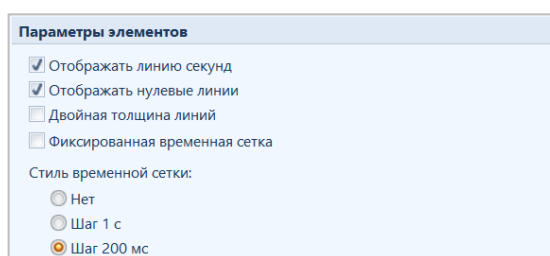 Параметры элементов
Отображать линию секунд
Отображать нулевые линии
Двойная толщина линий
Фиксированная временная сетка
Стиль временной сетки:
Нет
Шаг 1 с
Шаг 200 мс